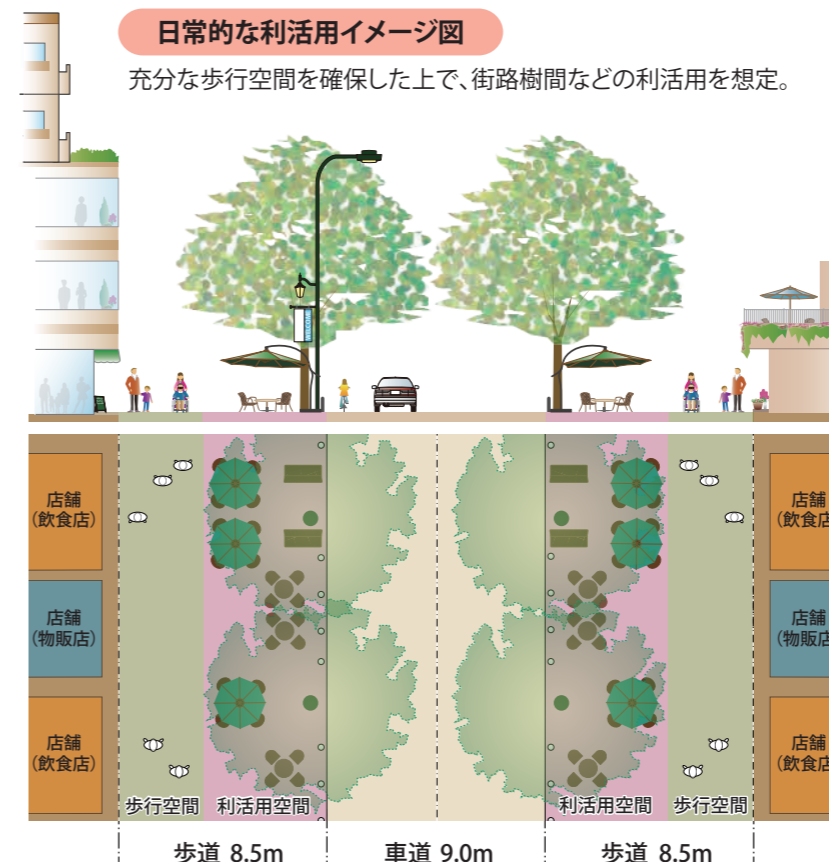 日常的な利活用イメージ図
充分な歩行空間を確保した上で、街路樹間などの利活用を想定。
店舗
(飲食店)
店舗
(物販店)
店舗
(飲食店)
店舗
(飲食店)
店舗
(物販店)
店舗
(飲食店)
歩行空間 利活用空間 利活用空間 歩行空間
歩道 8.5m 車道 9.0m 歩道 8.5m